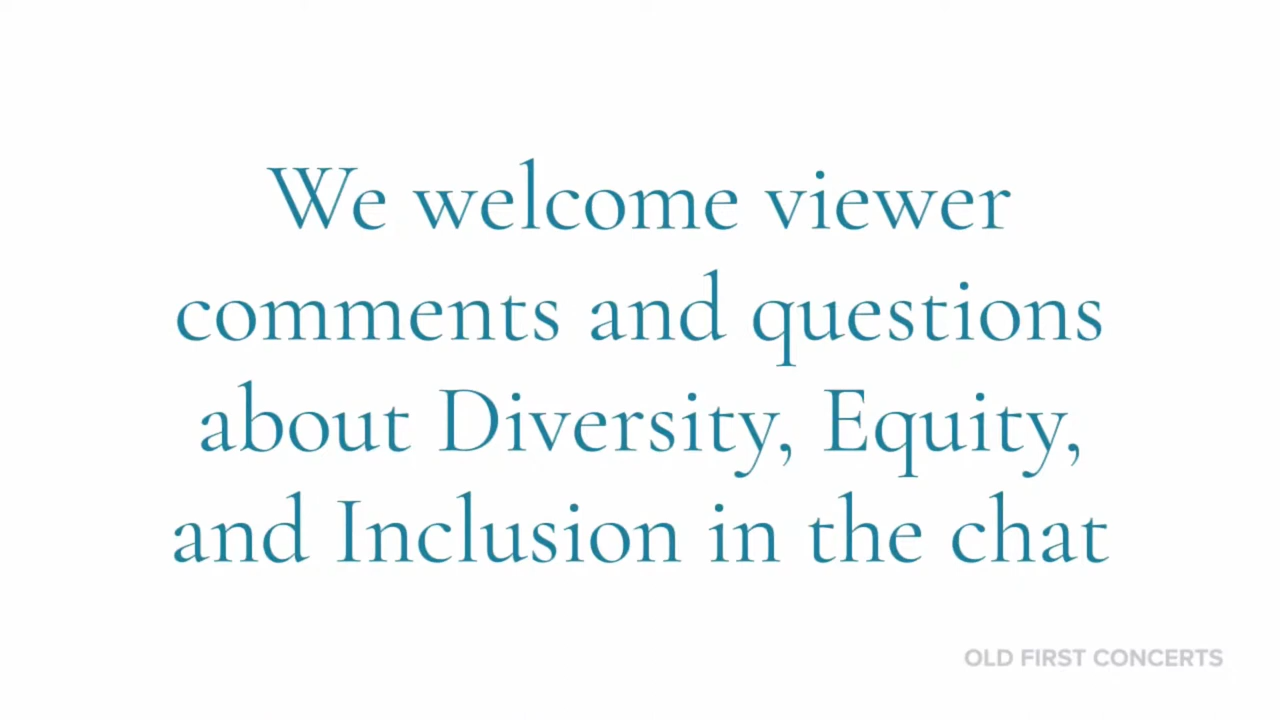 We welcome viewer
comments and questions
about Diversity, Equity,
and Inclusion in the chat
OLD FIRST CONCERTS